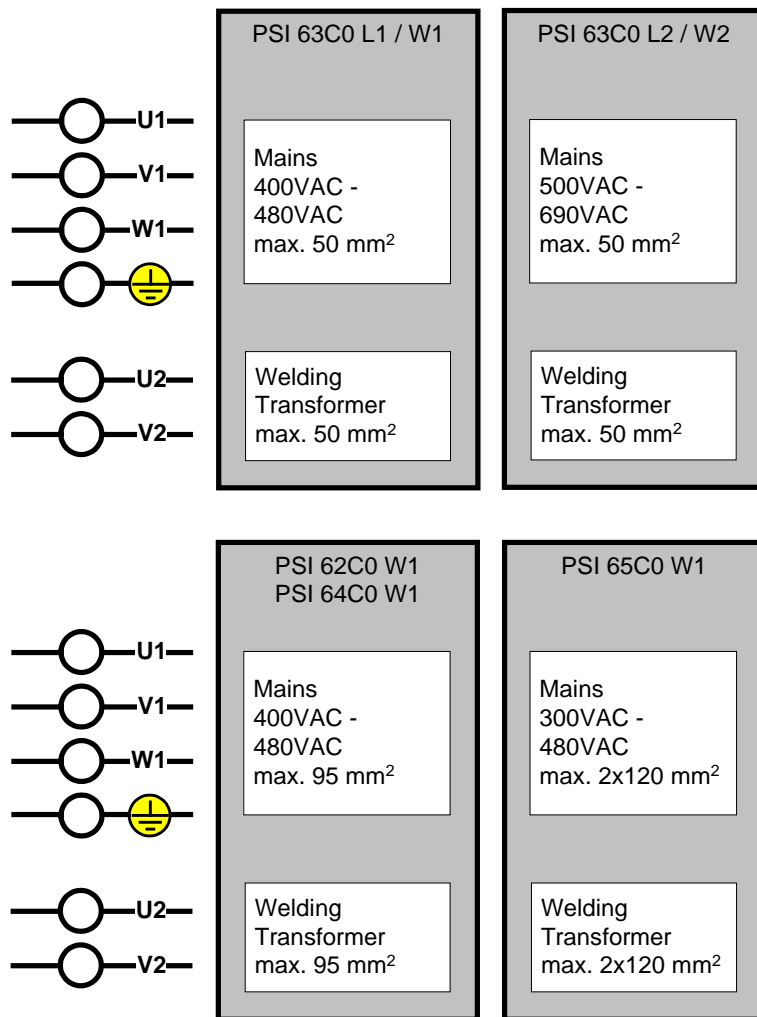 PSI 63C0 L1 / W1
PSI 63C0 L2 / W2
U1
V1
W1
Mains
400VAC -
480VAC
max. 50 mm²
Mains
500VAC -
690VAC
max. 50 mm²
U2
V2
Welding
Transformer
max. 50 mm²
Welding
Transformer
max. 50 mm²
PSI 62C0 W1
PSI 64C0 W1
PSI 65C0 W1
U1
V1
W1
Mains
400VAC -
480VAC
max. 95 mm²
Mains
300VAC -
480VAC
max. 2x120 mm²
U2
V2
Welding
Transformer
max. 95 mm²
Welding
Transformer
max. 2x120 mm²